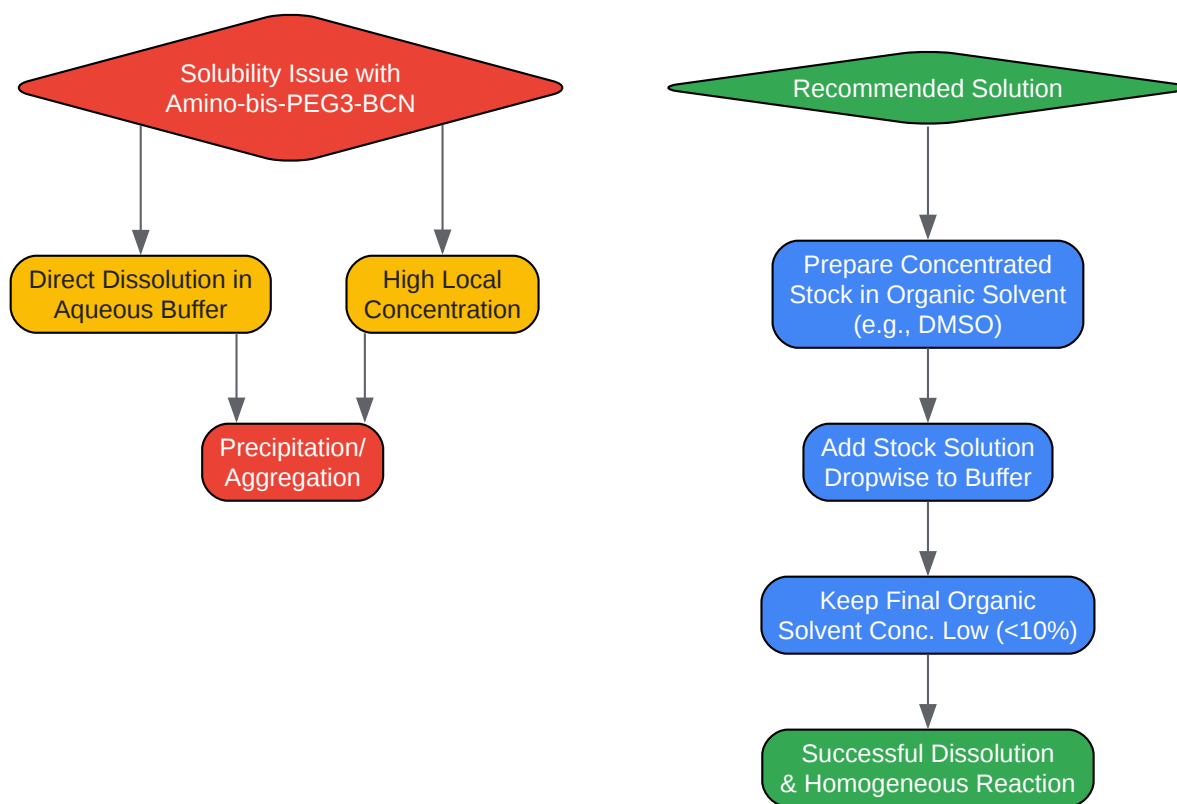 Solubility Issue with
Amino-bis-PEG3-BCN
Direct Dissolution in
Aqueous Buffer
High Local
Concentration
Precipitation/
Aggregation
Recommended Solution
Prepare Concentrated
Stock in Organic Solvent
(e.g., DMSO)
Add Stock Solution
Dropwise to Buffer
Keep Final Organic
Solvent Conc. Low (<10%)
Successful Dissolution
& Homogeneous Reaction